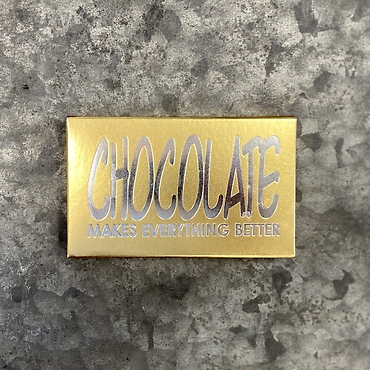 CHOCOLATE
MAKES EVERYTHING BETTER